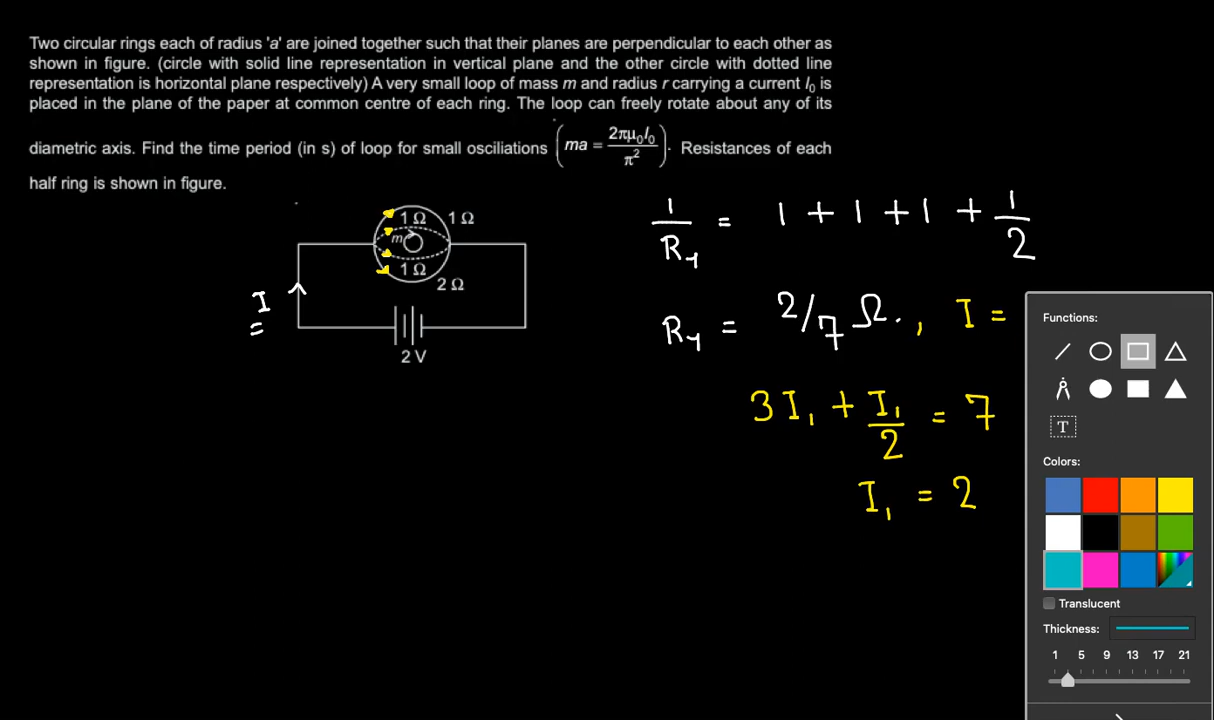 Two circular rings each of radius 'a' are joined together such that their planes are perpendicular to each other as
shown in figure. (circle with solid line representation in vertical plane and the other circle with dotted line
representation is horizontal plane respectively) A very small loop of mass m and radius r carrying a current I₀ is
placed in the plane of the paper at common centre of each ring. The loop can freely rotate about any of its
diametric axis. Find the time period (in s) of loop for small osciliations (ma = 2πμ₀I₀/π²). Resistances of each
half ring is shown in figure.
1 Ω 1 Ω
m
1 Ω
2 Ω
2 V
I
=
1/R₁ = 1 + 1 + 1 + 1/2
R₁ = 2/7 Ω. , I =
3I₁ + I₁/2 = 7
I₁ = 2
Functions:
T
Colors:
Translucent
Thickness:
1 5 9 13 17 21